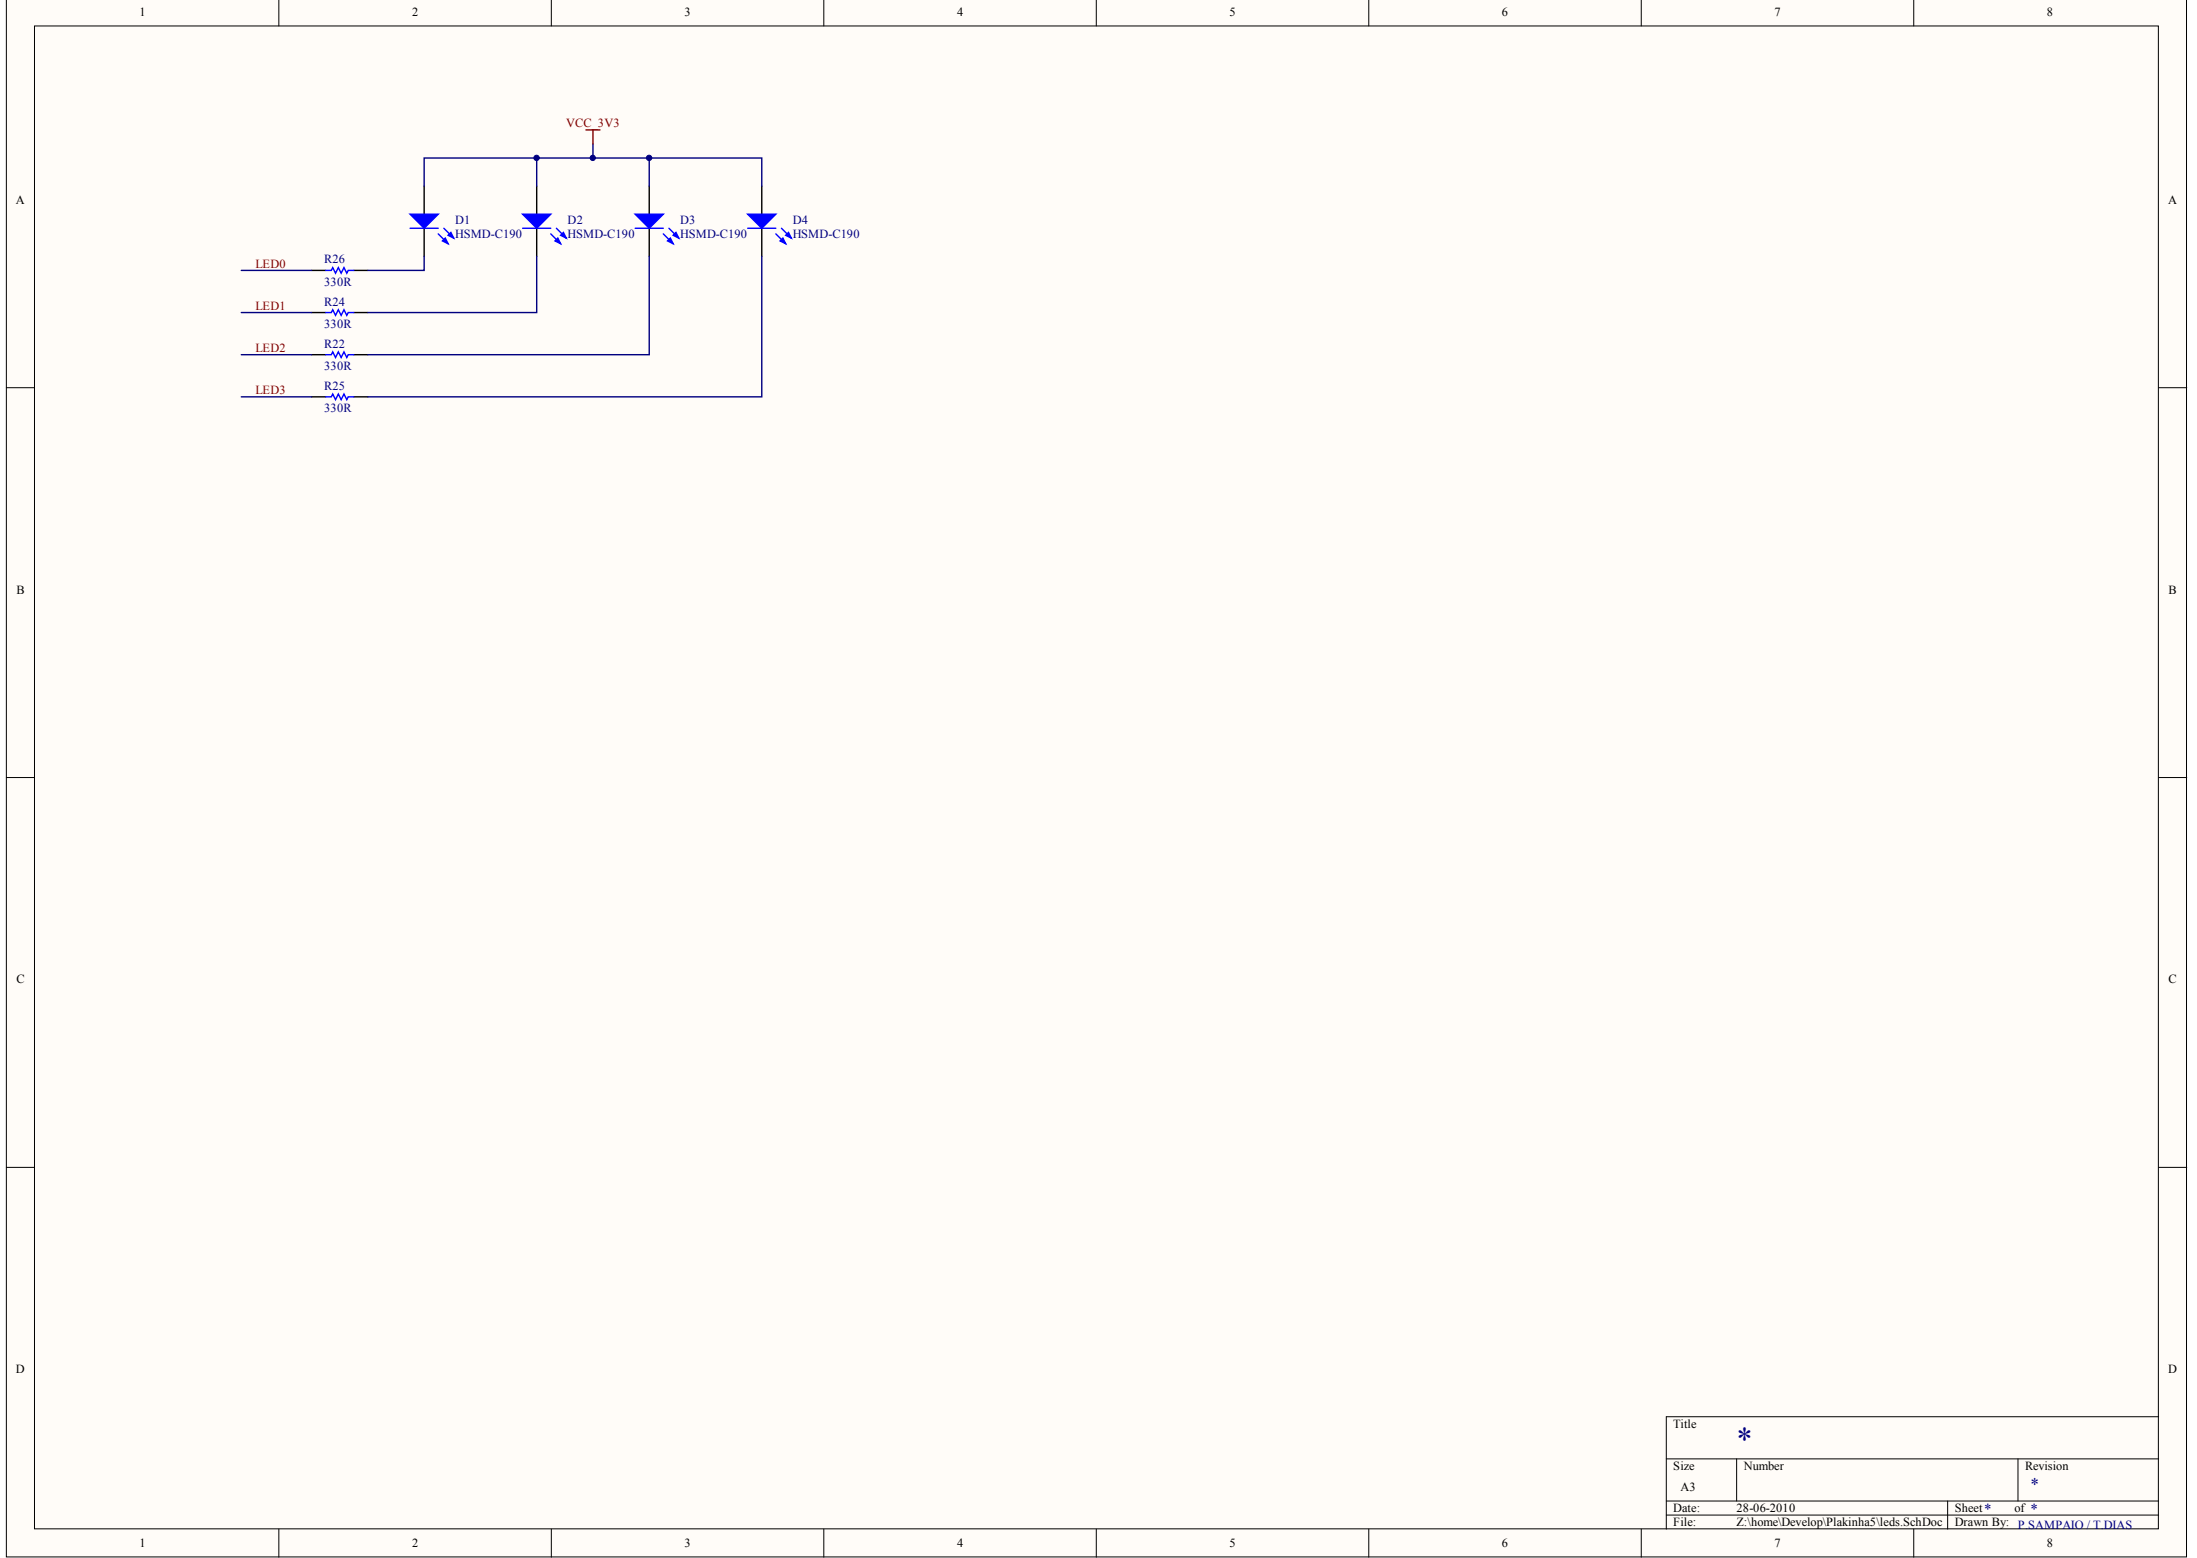 1 2 3 4 5 6 7 8
VCC_3V3
A A
D1 D2 D3 D4
HSMD-C190 HSMD-C190 HSMD-C190 HSMD-C190
LED0 R26
330R
LED1 R24
330R
LED2 R22
330R
LED3 R25
330R
B B
C C
D D
Title *
Size Number Revision
A3 *
Date: 28-06-2010 Sheet * of *
File: Z:\home\Develop\Plakinha5\leds.SchDoc Drawn By: P.SAMPAIO / T.DIAS
1 2 3 4 5 6 7 8